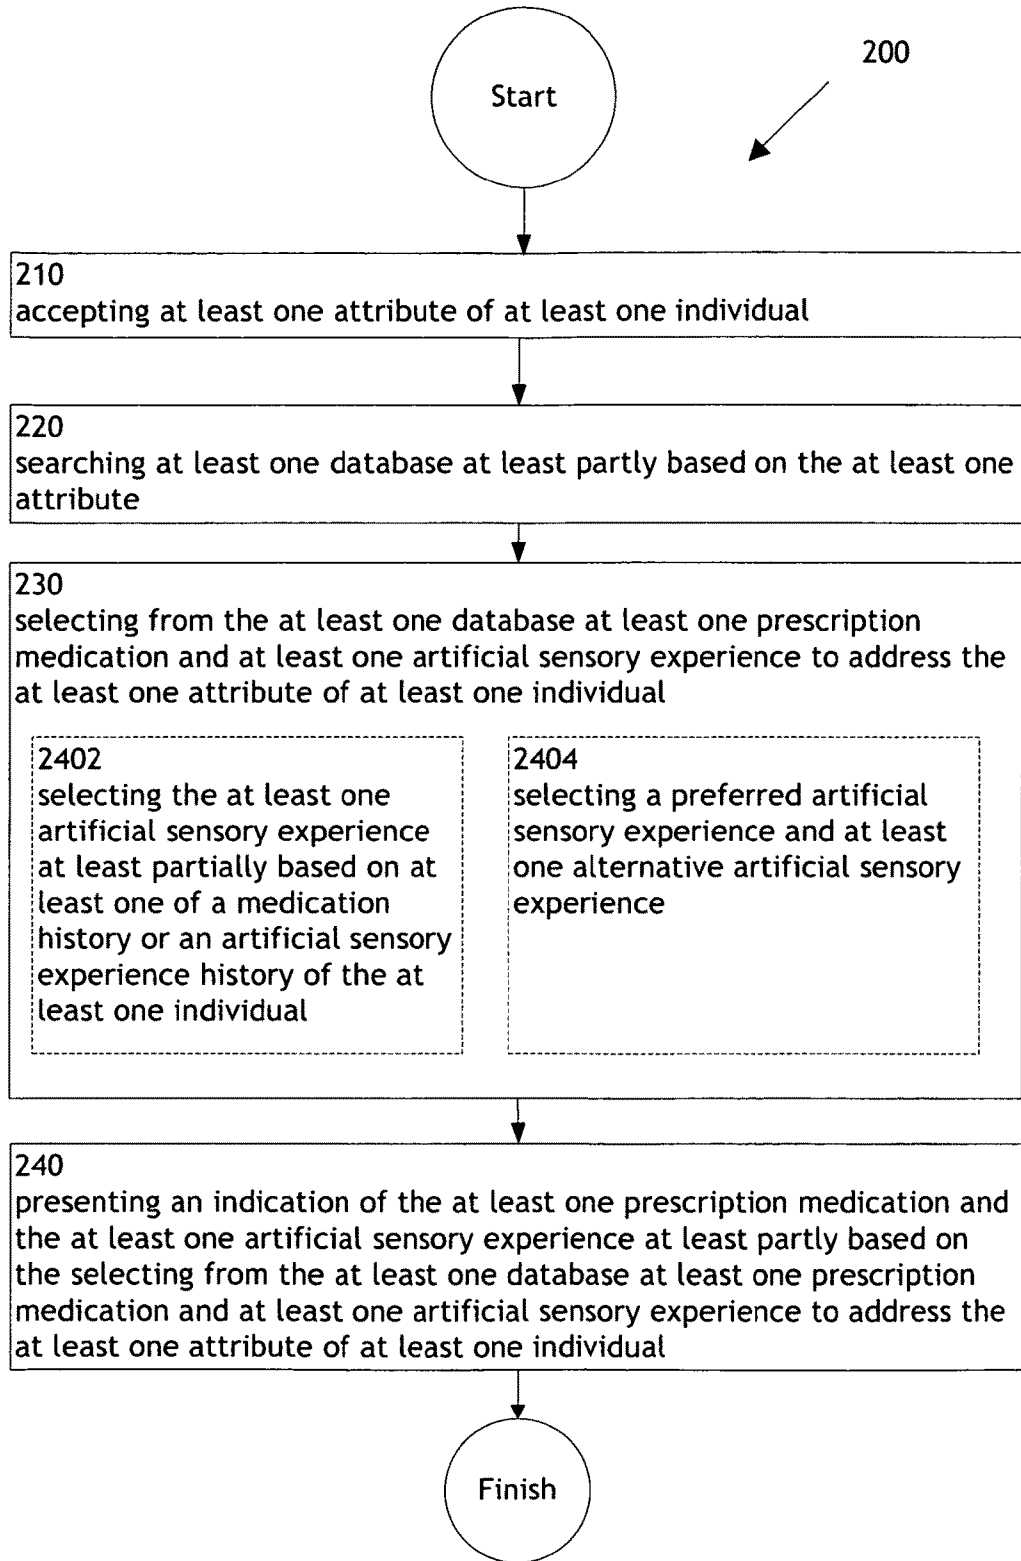 200
Start
210
accepting at least one attribute of at least one individual
220
searching at least one database at least partly based on the at least one
attribute
230
selecting from the at least one database at least one prescription
medication and at least one artificial sensory experience to address the
at least one attribute of at least one individual
2402
selecting the at least one
artificial sensory experience
at least partially based on at
least one of a medication
history or an artificial sensory
experience history of the at
least one individual
2404
selecting a preferred artificial
sensory experience and at least
one alternative artificial sensory
experience
240
presenting an indication of the at least one prescription medication and
the at least one artificial sensory experience at least partly based on
the selecting from the at least one database at least one prescription
medication and at least one artificial sensory experience to address the
at least one attribute of at least one individual
Finish